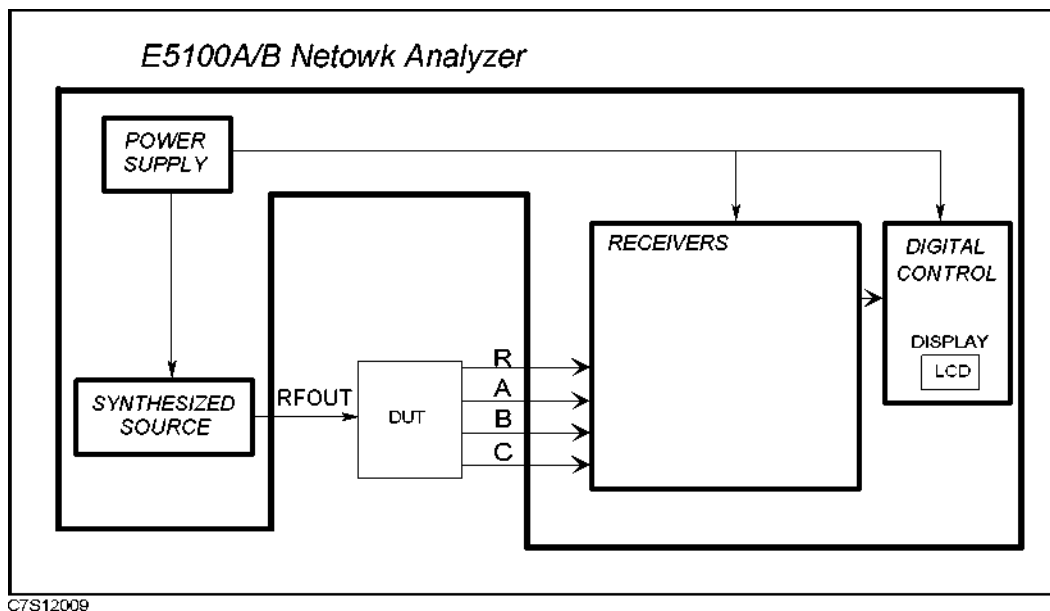 E5100A/B Netowk Analyzer
POWER
SUPPLY
RECEIVERS
DIGITAL
CONTROL
DISPLAY
LCD
SYNTHESIZED
SOURCE
RFOUT
DUT
R
A
B
C
C7S12009